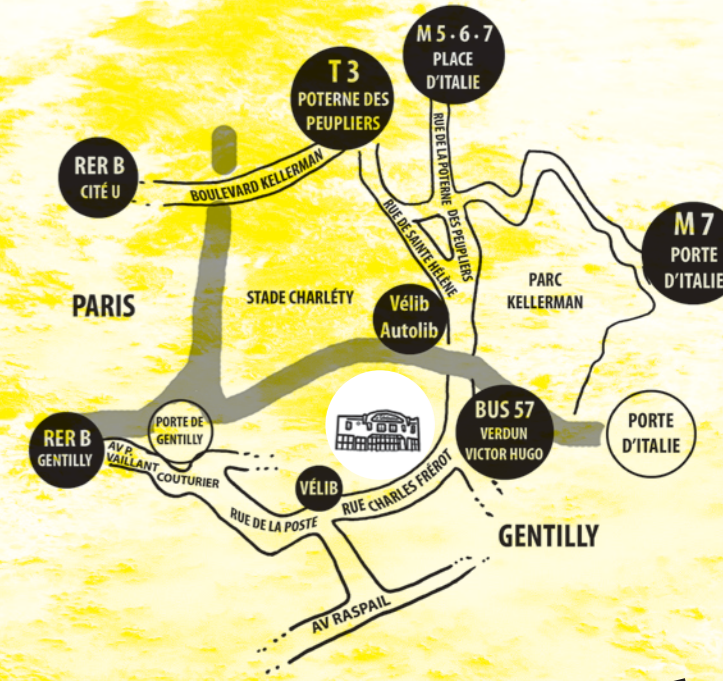 M 5 · 6 · 7
PLACE
D'ITALIE
T 3
POTERNE DES
PEUPLIERS
RER B
CITÉ U
BOULEVARD KELLERMAN
RUE DE LA POTERNE DES PEUPLIERS
RUE DE SAINTE HÉLÈNE
M 7
PORTE
D'ITALIE
PARIS
STADE CHARLÉTY
PARC
KELLERMAN
Vélib
Autolib
RER B
GENTILLY
PORTE DE
GENTILLY
BUS 57
VERDUN
VICTOR HUGO
PORTE
D'ITALIE
AV P.
VAILLANT
COUTURIER
VÉLIB
RUE DE LA POSTE
RUE CHARLES FRÉROT
GENTILLY
AV RASPAIL